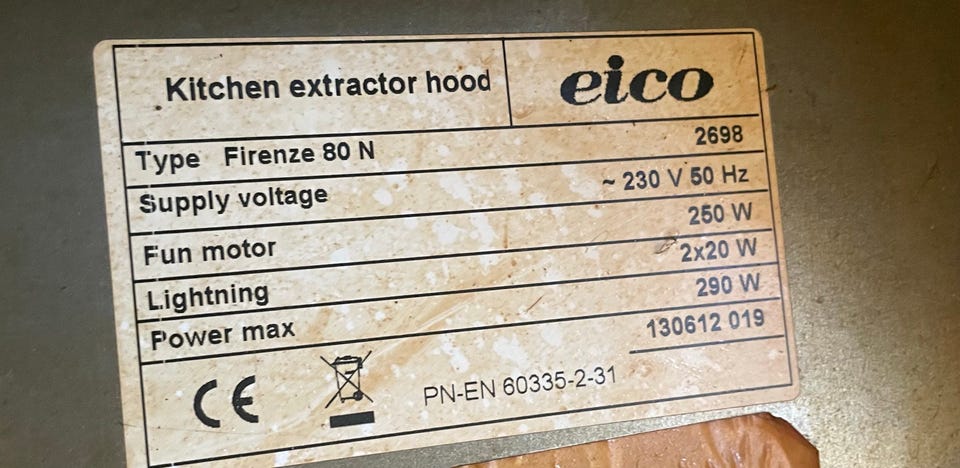 Kitchen extractor hood eico
Type Firenze 80 N 2698
Supply voltage ~ 230 V 50 Hz
Fun motor 250 W
Lightning 2x20 W
Power max 290 W
130612 019
CE PN-EN 60335-2-31